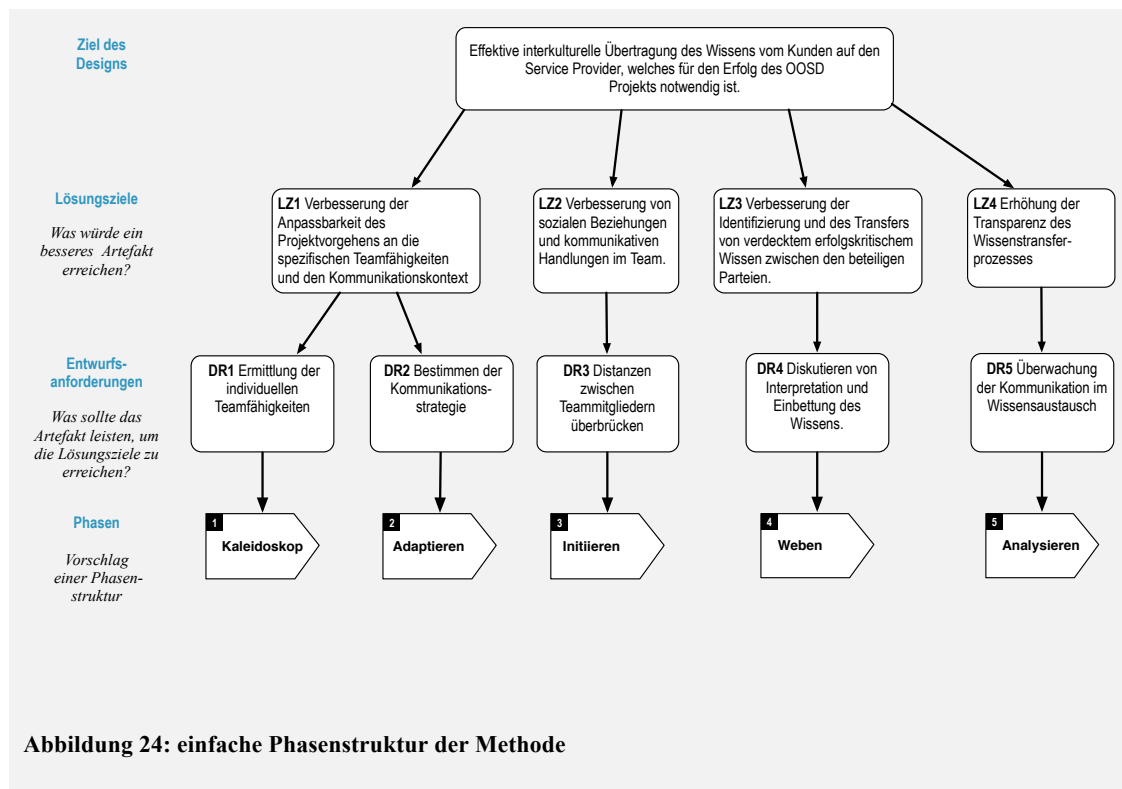 Ziel des
Designs
Effektive interkulturelle Übertragung des Wissens vom Kunden auf den
Service Provider, welches für den Erfolg des OOSD
Projekts notwendig ist.
Lösungsziele
Was würde ein
besseres Artefakt
erreichen?
LZ1 Verbesserung der
Anpassbarkeit des
Projektvorgehens an die
spezifischen Teamfähigkeiten
und den Kommunikationskontext
LZ2 Verbesserung von
sozialen Beziehungen
und kommunikativen
Handlungen im Team.
LZ3 Verbesserung der
Identifizierung und des Transfers
von verdecktem erfolgskritischem
Wissen zwischen den beteiligen
Parteien.
LZ4 Erhöhung der
Transparenz des
Wissenstransfer-
prozesses
Entwurfs-
anforderungen
Was sollte das
Artefakt leisten, um
die Lösungsziele zu
erreichen?
DR1 Ermittlung der
individuellen
Teamfähigkeiten
DR2 Bestimmen der
Kommunikations-
strategie
DR3 Distanzen
zwischen
Teammitgliedern
überbrücken
DR4 Diskutieren von
Interpretation und
Einbettung des
Wissens.
DR5 Überwachung
der Kommunikation im
Wissensaustausch
Phasen
Vorschlag
einer Phasen-
struktur
1
Kaleidoskop
2
Adaptieren
3
Initiieren
4
Weben
5
Analysieren
Abbildung 24: einfache Phasenstruktur der Methode